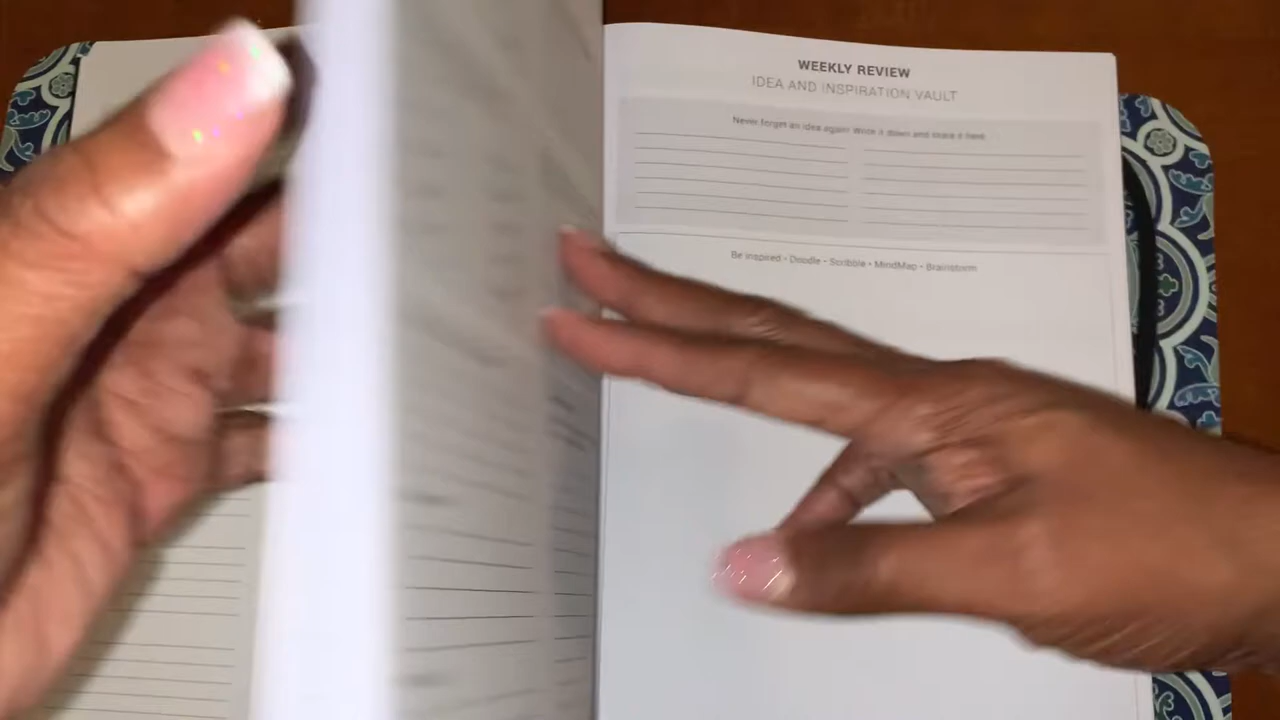 WEEKLY REVIEW
IDEA AND INSPIRATION VAULT
Never forget an idea again! Write it down and store it here.
Be inspired • Doodle • Scribble • MindMap • Brainstorm